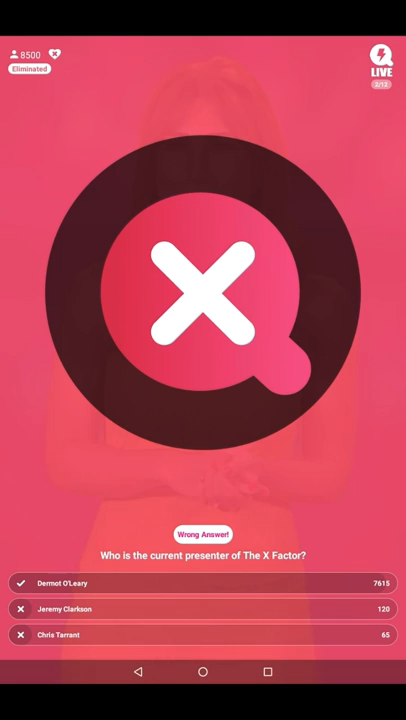 8500
Eliminated
LIVE
2/12
Wrong Answer!
Who is the current presenter of The X Factor?
Dermot O'Leary 7615
Jeremy Clarkson 120
Chris Tarrant 65